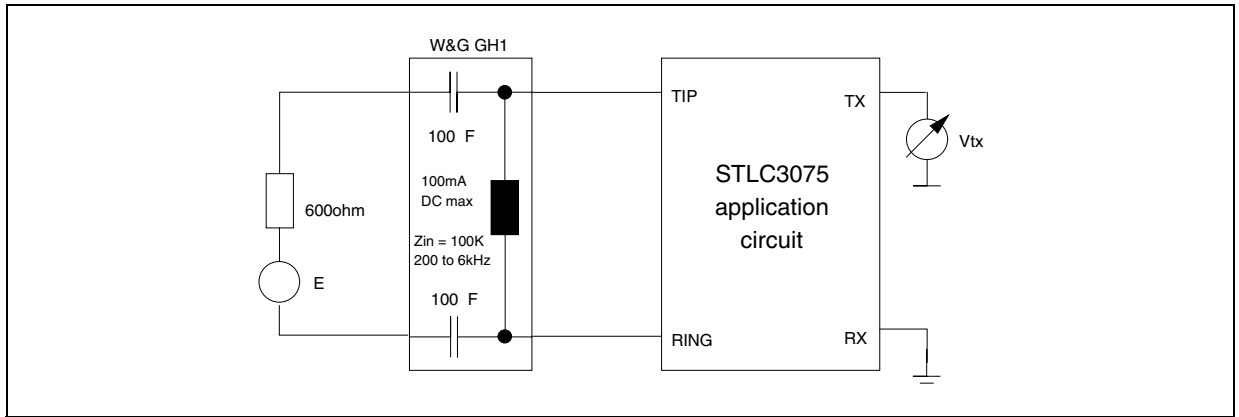 W&G GH1
TIP
TX
100 F
Vtx
100mA
DC max
STLC3075
application
circuit
600ohm
Zin = 100K
200 to 6kHz
E
100 F
RING
RX